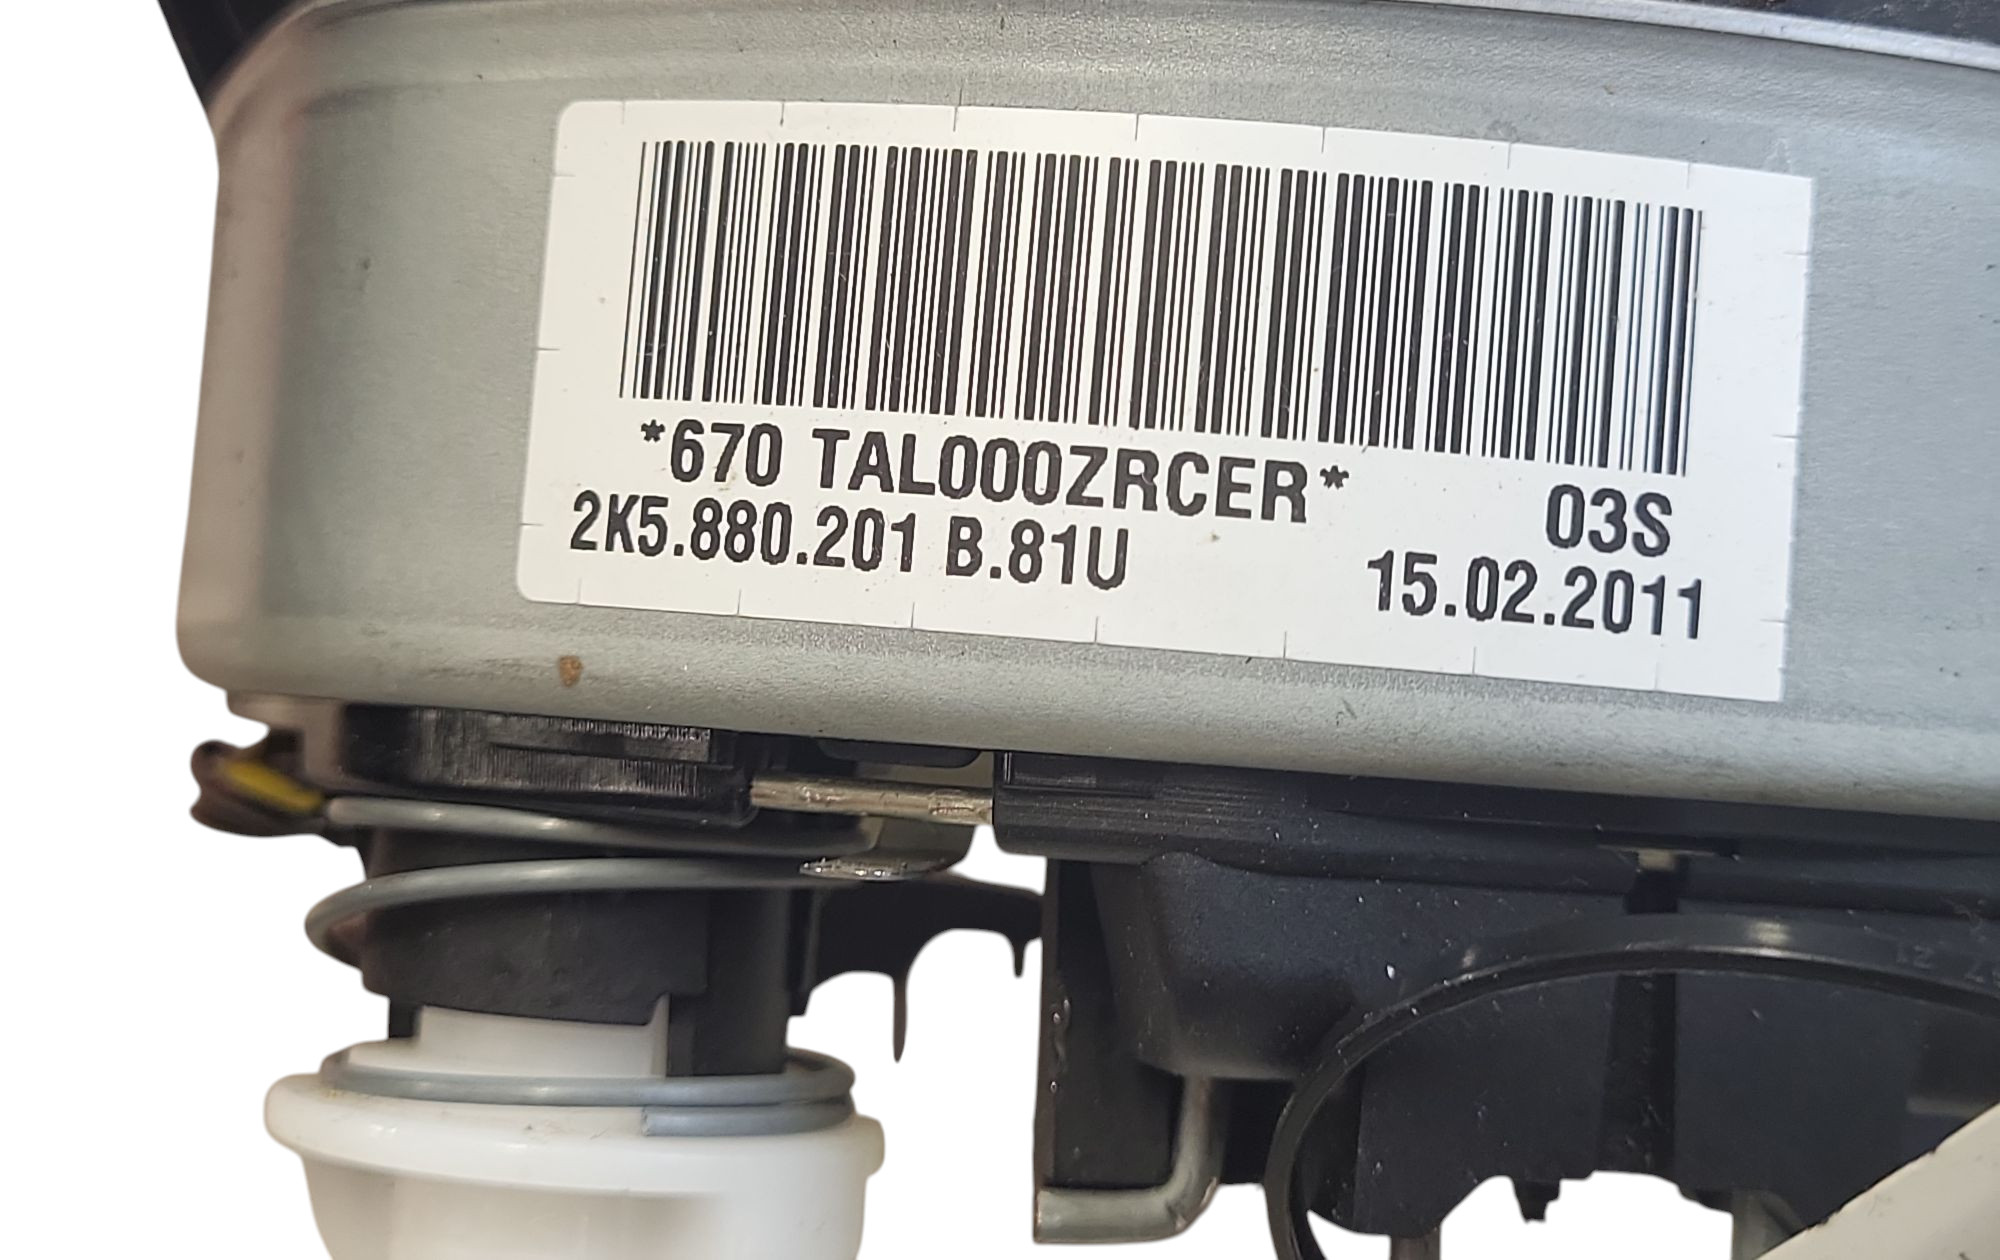 *670 TAL000ZRCER* 03S
2K5.880.201 B.81U 15.02.2011